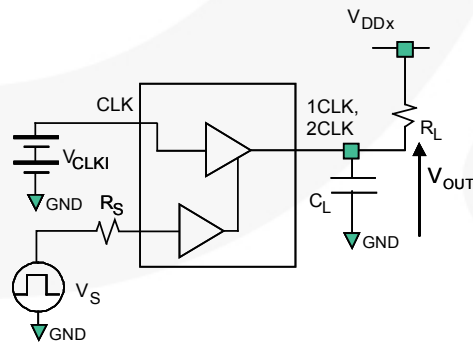 V_DDx
CLK
1CLK,
2CLK
R_L
V_CLKI
GND
R_S
C_L
V_OUT
GND
V_S
GND